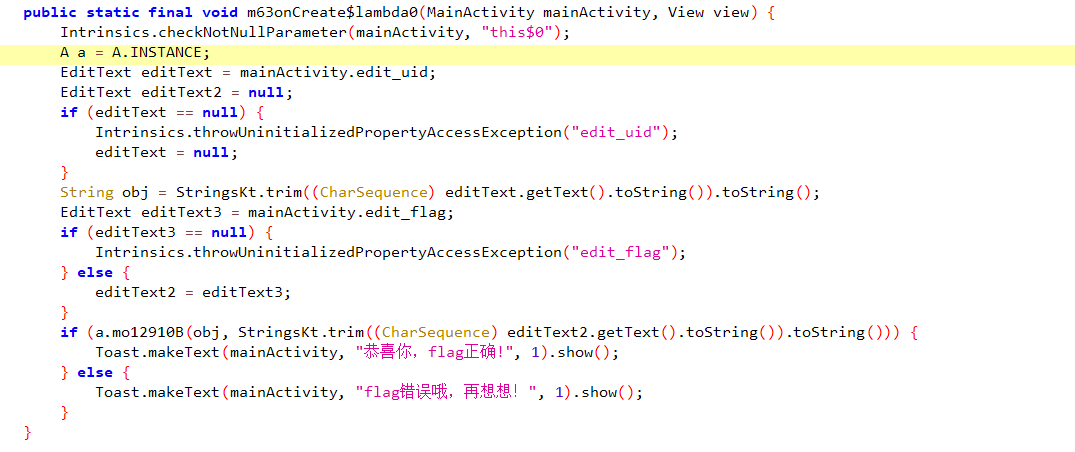 public static final void m63onCreate$lambda0(MainActivity mainActivity, View view) {
Intrinsics.checkNotNullParameter(mainActivity, "this$0");
A a = A.INSTANCE;
EditText editText = mainActivity.edit_uid;
EditText editText2 = null;
if (editText == null) {
Intrinsics.throwUninitializedPropertyAccessException("edit_uid");
editText = null;
}
String obj = StringsKt.trim((CharSequence) editText.getText().toString()).toString();
EditText editText3 = mainActivity.edit_flag;
if (editText3 == null) {
Intrinsics.throwUninitializedPropertyAccessException("edit_flag");
} else {
editText2 = editText3;
}
if (a.mo12910B(obj, StringsKt.trim((CharSequence) editText2.getText().toString()).toString())) {
Toast.makeText(mainActivity, "恭喜你，flag正确!", 1).show();
} else {
Toast.makeText(mainActivity, "flag错误哦，再想想！", 1).show();
}
}